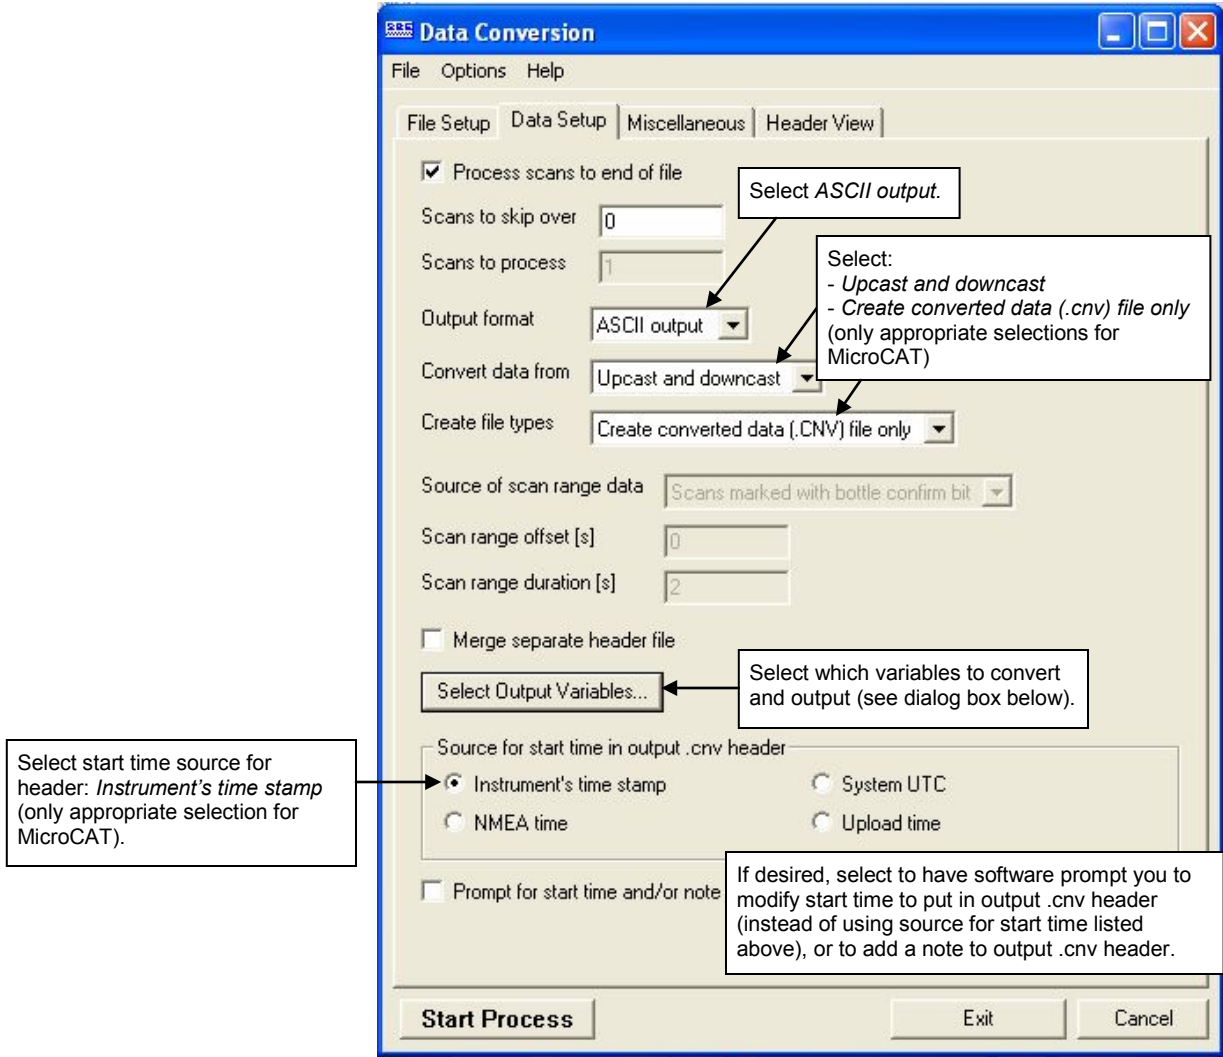 Data Conversion
File Options Help
File Setup Data Setup Miscellaneous Header View
Process scans to end of file
Select ASCII output.
Scans to skip over 0
Scans to process 1
Select:
- Upcast and downcast
- Create converted data (.cnv) file only
(only appropriate selections for
MicroCAT)
Output format ASCII output
Convert data from Upcast and downcast
Create file types Create converted data (.CNV) file only
Source of scan range data Scans marked with bottle confirm bit
Scan range offset [s] 0
Scan range duration [s] 2
Merge separate header file
Select Output Variables...
Select which variables to convert
and output (see dialog box below).
Source for start time in output .cnv header
Select start time source for
header: Instrument's time stamp
(only appropriate selection for
MicroCAT).
Instrument's time stamp System UTC
NMEA time Upload time
Prompt for start time and/or note
If desired, select to have software prompt you to
modify start time to put in output .cnv header
(instead of using source for start time listed
above), or to add a note to output .cnv header.
Start Process Exit Cancel